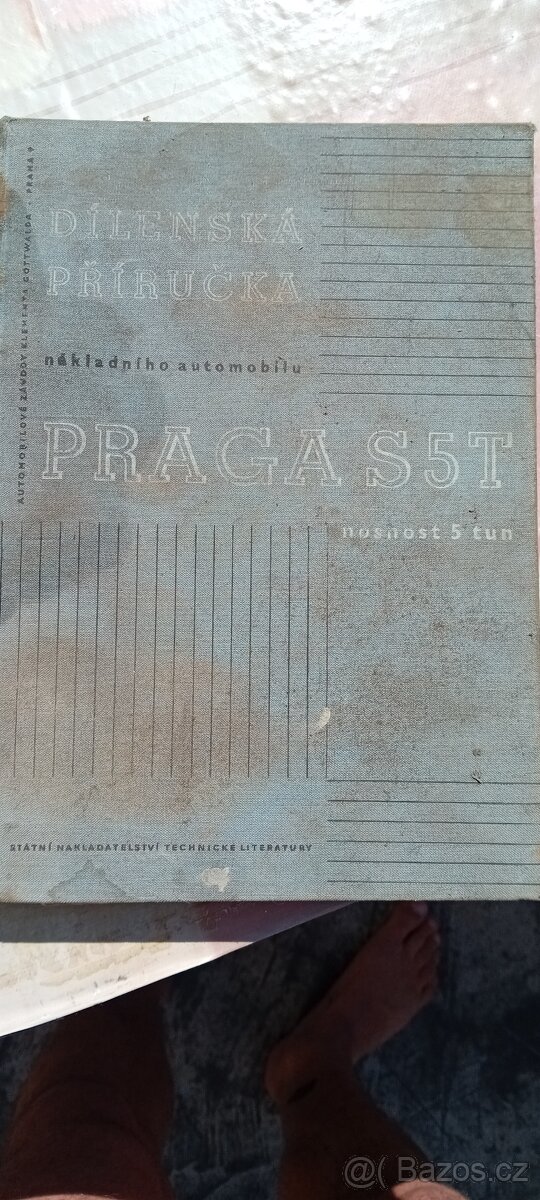 DÍLENSKÁ
PŘÍRUČKA
nákladního automobilu
PRAGA S5T
nosnost 5 tun
AUTOMOBILOVÉ ZÁVODY KLEMENTA GOTTWALDA - PRAHA 9
STÁTNÍ NAKLADATELSTVÍ TECHNICKÉ LITERATURY
@( Bazos.cz